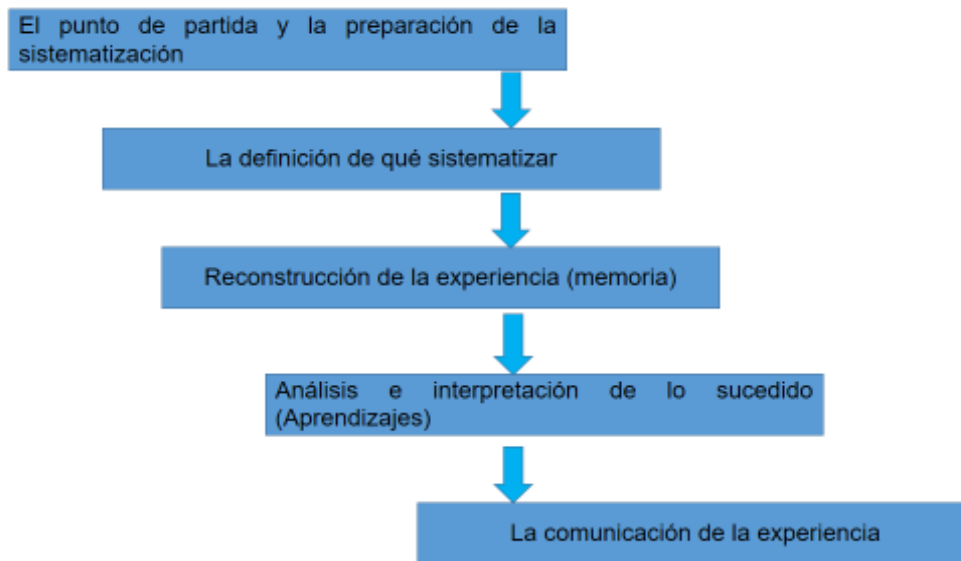 El punto de partida y la preparación de la
sistematización
La definición de qué sistematizar
Reconstrucción de la experiencia (memoria)
Análisis e interpretación de lo sucedido
(Aprendizajes)
La comunicación de la experiencia